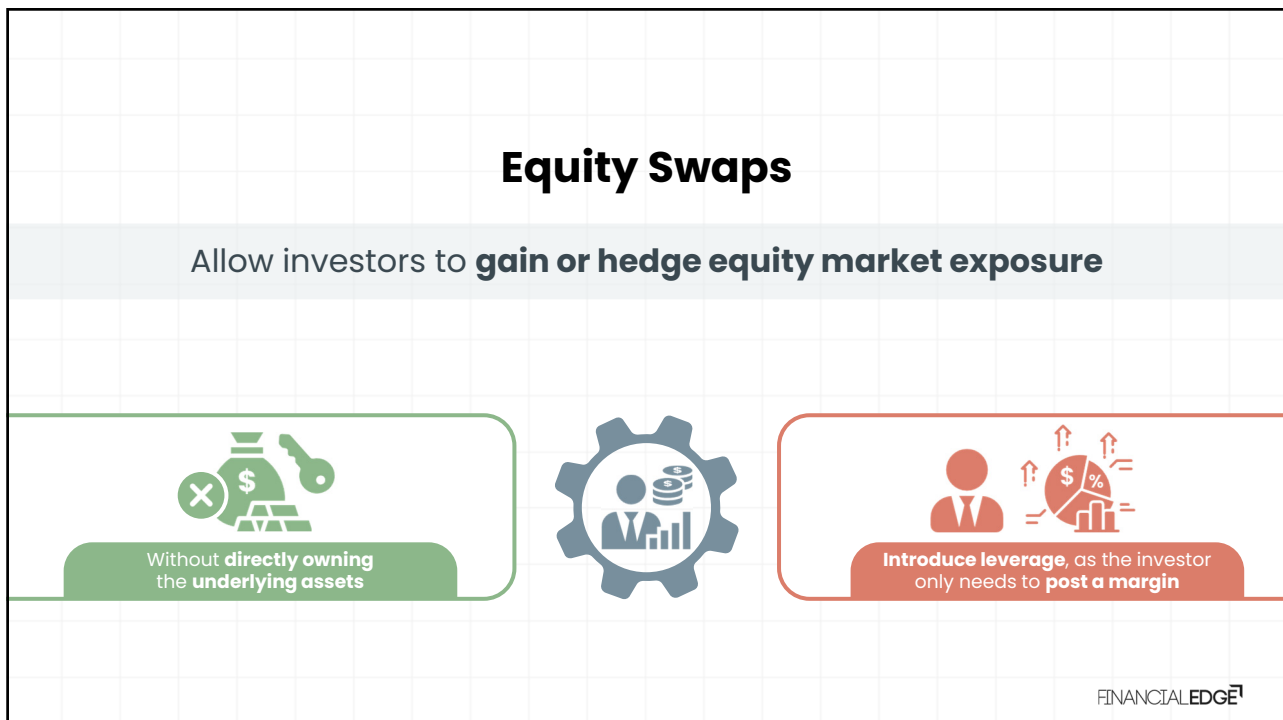 Equity Swaps
Allow investors to gain or hedge equity market exposure
$
Without directly owning
the underlying assets
$
$
$ %
Introduce leverage, as the investor
only needs to post a margin
FINANCIALEDGE